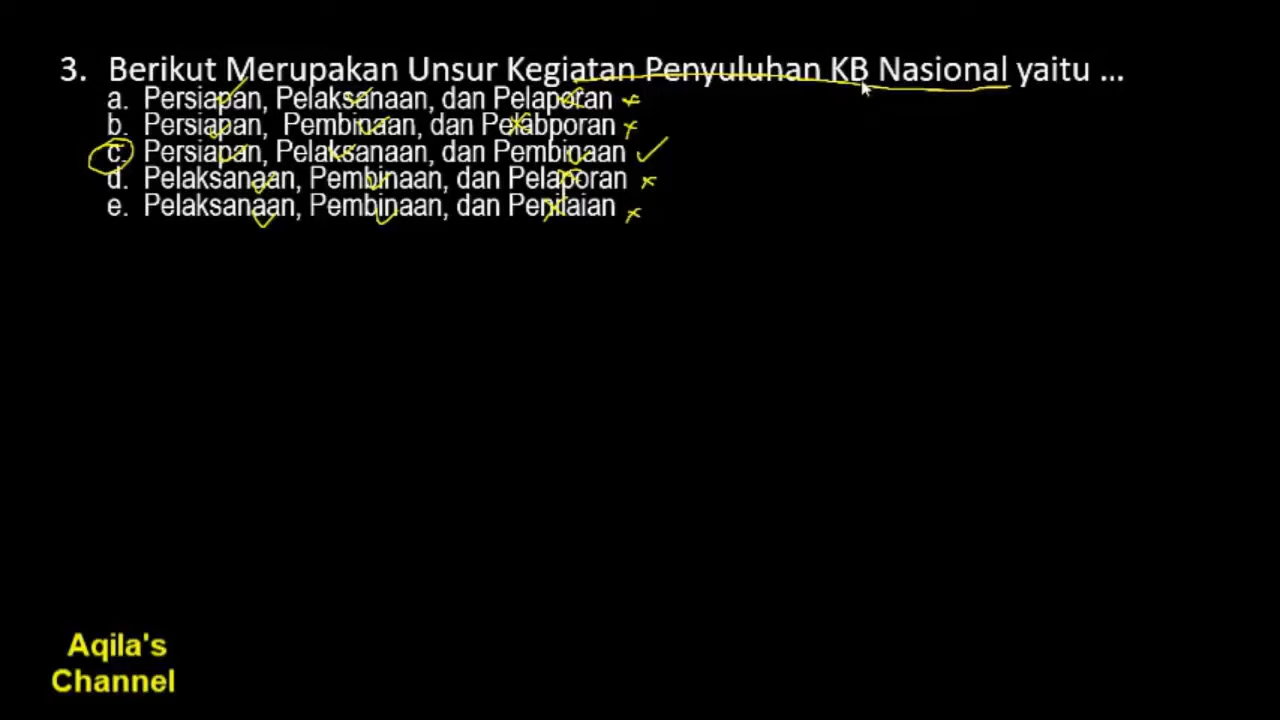 3. Berikut Merupakan Unsur Kegiatan Penyuluhan KB Nasional yaitu ...
a. Persiapan, Pelaksanaan, dan Pelaporan
b. Persiapan, Pembinaan, dan Pelabporan
c. Persiapan, Pelaksanaan, dan Pembinaan
d. Pelaksanaan, Pembinaan, dan Pelaporan
e. Pelaksanaan, Pembinaan, dan Penilaian
Aqila's
Channel